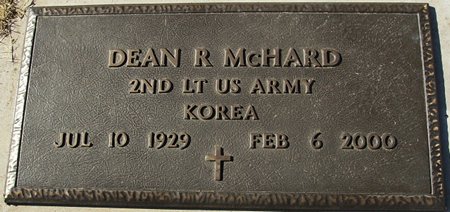 DEAN R McHARD
2ND LT US ARMY
KOREA
JUL 10 1929 FEB 6 2000